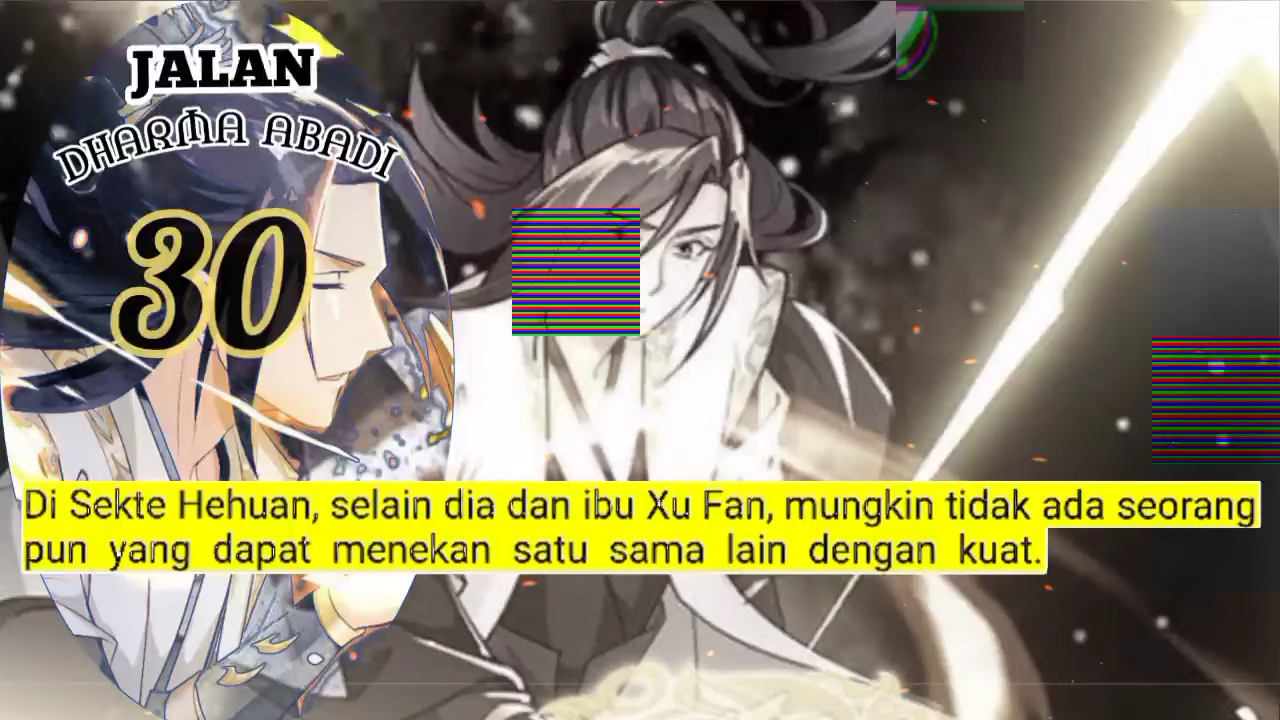 JALAN
DHARMA ABADI
30
Di Sekte Hehuan, selain dia dan ibu Xu Fan, mungkin tidak ada seorang
pun yang dapat menekan satu sama lain dengan kuat.